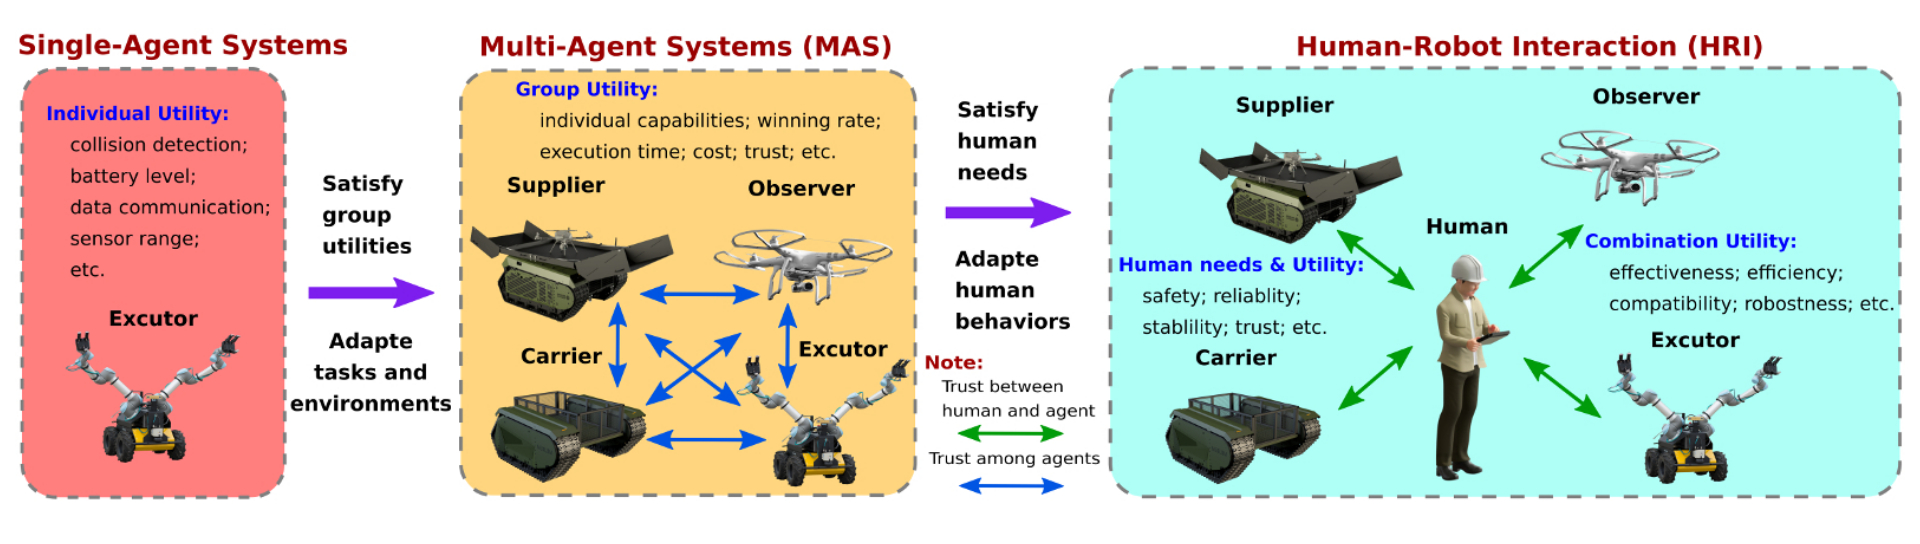 Single-Agent Systems
Individual Utility:
collision detection;
battery level;
data communication;
sensor range;
etc.
Excutor
Satisfy
group
utilities
Adapte
tasks and
environments
Multi-Agent Systems (MAS)
Group Utility:
individual capabilities; winning rate;
execution time; cost; trust; etc.
Supplier
Observer
Carrier
Excutor
Satisfy
human
needs
Adapte
human
behaviors
Note:
Trust between
human and agent
Trust among agents
Human-Robot Interaction (HRI)
Supplier
Observer
Human
Human needs & Utility:
safety; reliablity;
stablility; trust; etc.
Combination Utility:
effectiveness; efficiency;
compatibility; robostness; etc.
Carrier
Excutor